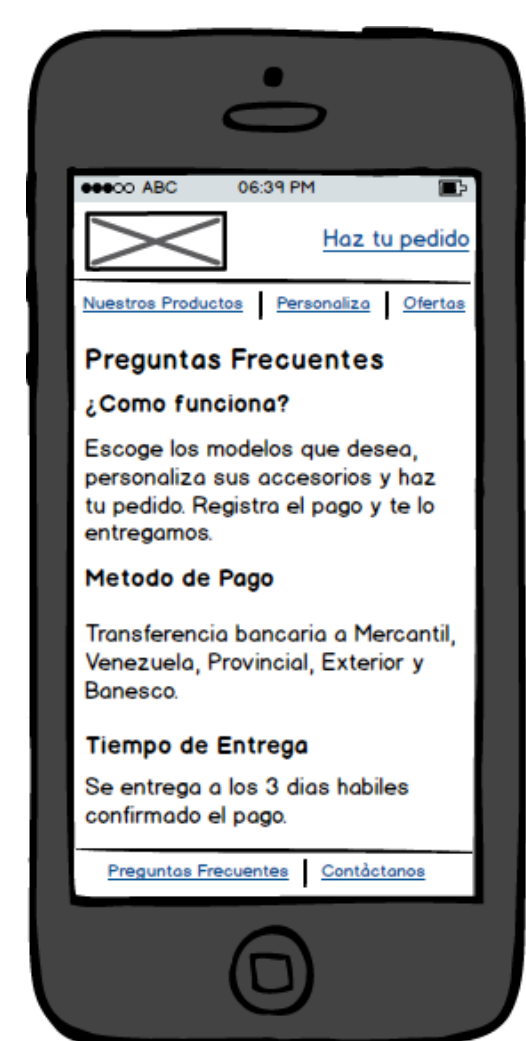 ABC 06:39 PM
Haz tu pedido
Nuestros Productos Personaliza Ofertas
Preguntas Frecuentes
¿Como funciona?
Escoge los modelos que desea,
personaliza sus accesorios y haz
tu pedido. Registra el pago y te lo
entregamos.
Metodo de Pago
Transferencia bancaria a Mercantil,
Venezuela, Provincial, Exterior y
Banesco.
Tiempo de Entrega
Se entrega a los 3 dias habiles
confirmado el pago.
Preguntas Frecuentes Contàctanos